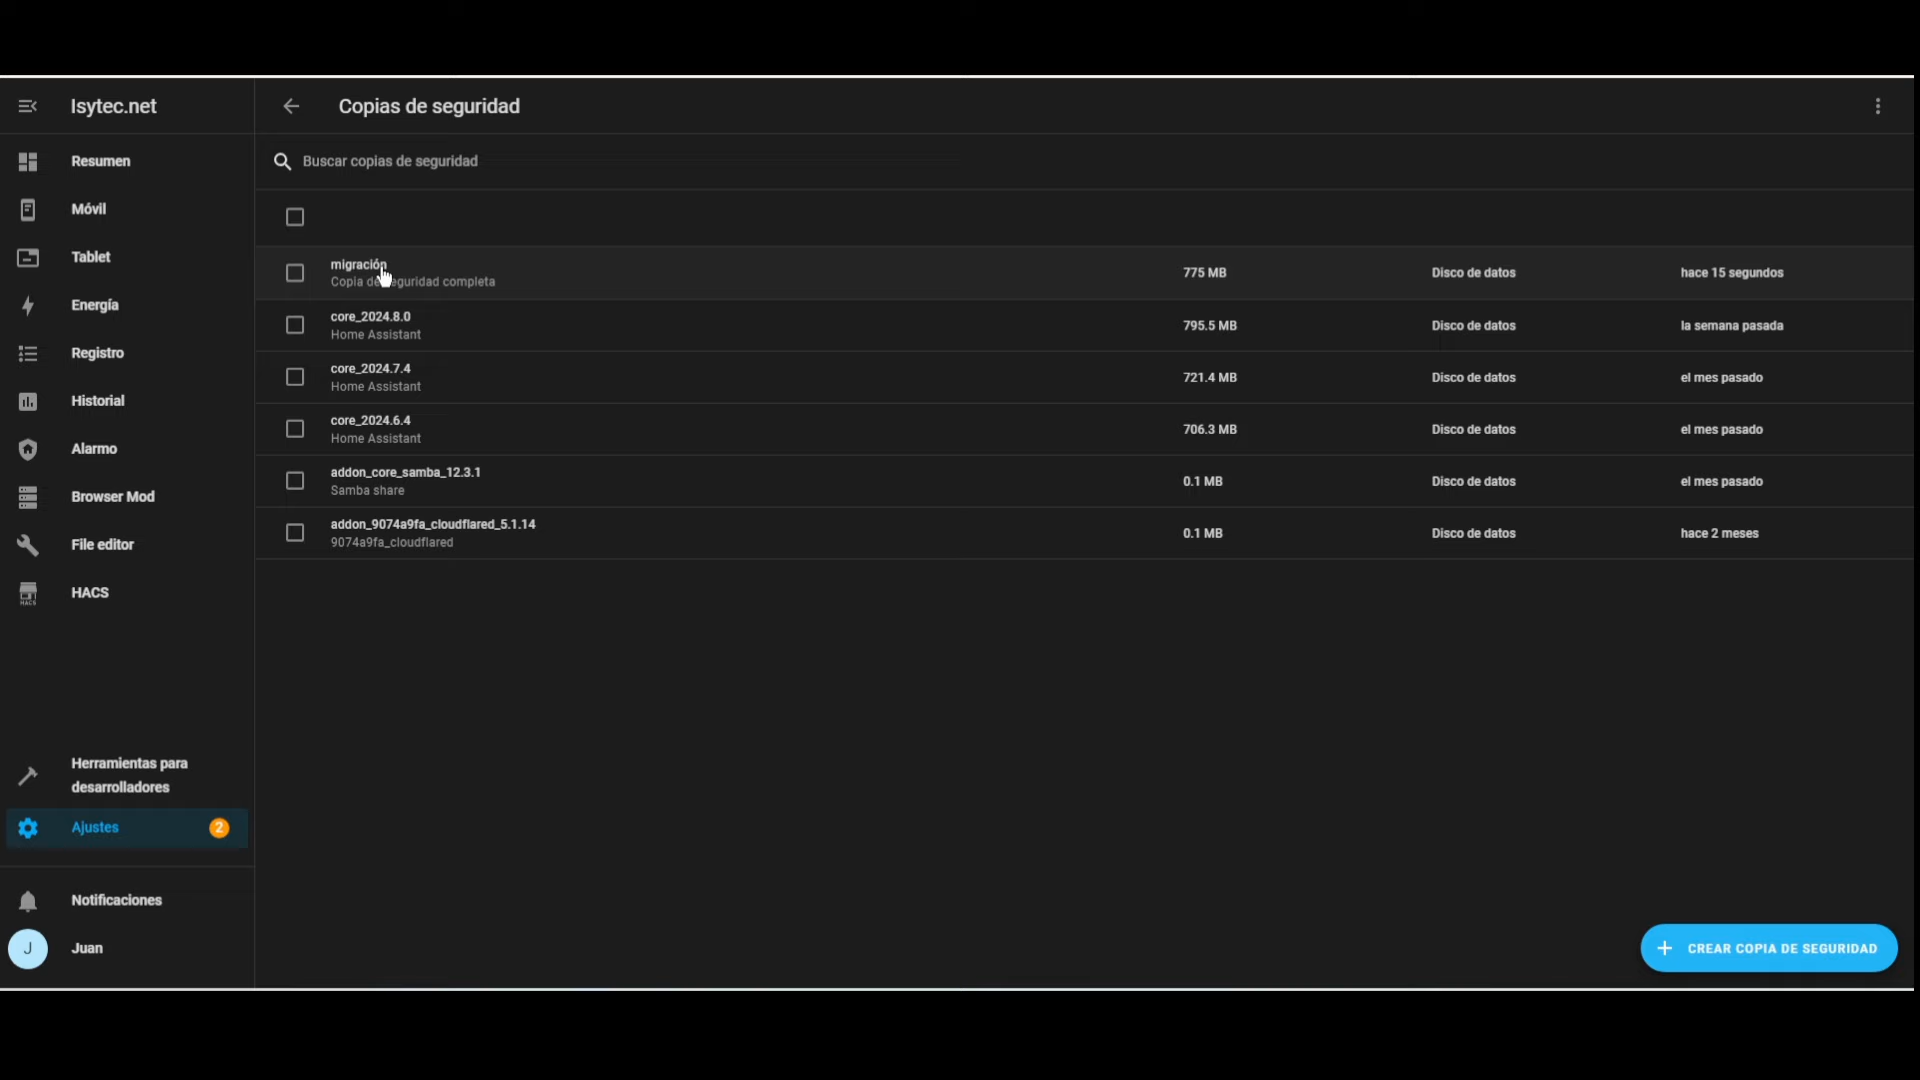 Isytec.net
Copias de seguridad
Resumen
Buscar copias de seguridad
Móvil
Tablet
Energía
Registro
Historial
Alarmo
Browser Mod
File editor
HACS
HACS
Herramientas para
desarrolladores
Ajustes 2
Notificaciones
J Juan
migración 775 MB Disco de datos hace 15 segundos
Copia de seguridad completa
core_2024.8.0 795.5 MB Disco de datos la semana pasada
Home Assistant
core_2024.7.4 721.4 MB Disco de datos el mes pasado
Home Assistant
core_2024.6.4 706.3 MB Disco de datos el mes pasado
Home Assistant
addon_core_samba_12.3.1 0.1 MB Disco de datos el mes pasado
Samba share
addon_9074a9fa_cloudflared_5.1.14 0.1 MB Disco de datos hace 2 meses
9074a9fa_cloudflared
CREAR COPIA DE SEGURIDAD